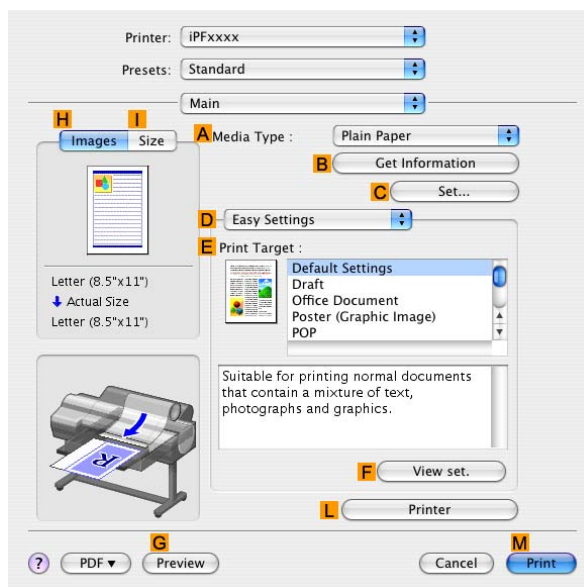 Printer: iPFxxxx
Presets: Standard
Main
H I
Images Size
A Media Type : Plain Paper
B Get Information
C Set...
D Easy Settings
E Print Target :
Default Settings
Draft
Office Document
Poster (Graphic Image)
POP
Letter (8.5"x11")
Actual Size
Letter (8.5"x11")
Suitable for printing normal documents
that contain a mixture of text,
photographs and graphics.
R
F View set.
L Printer
G M
? PDF▼ Preview Cancel Print